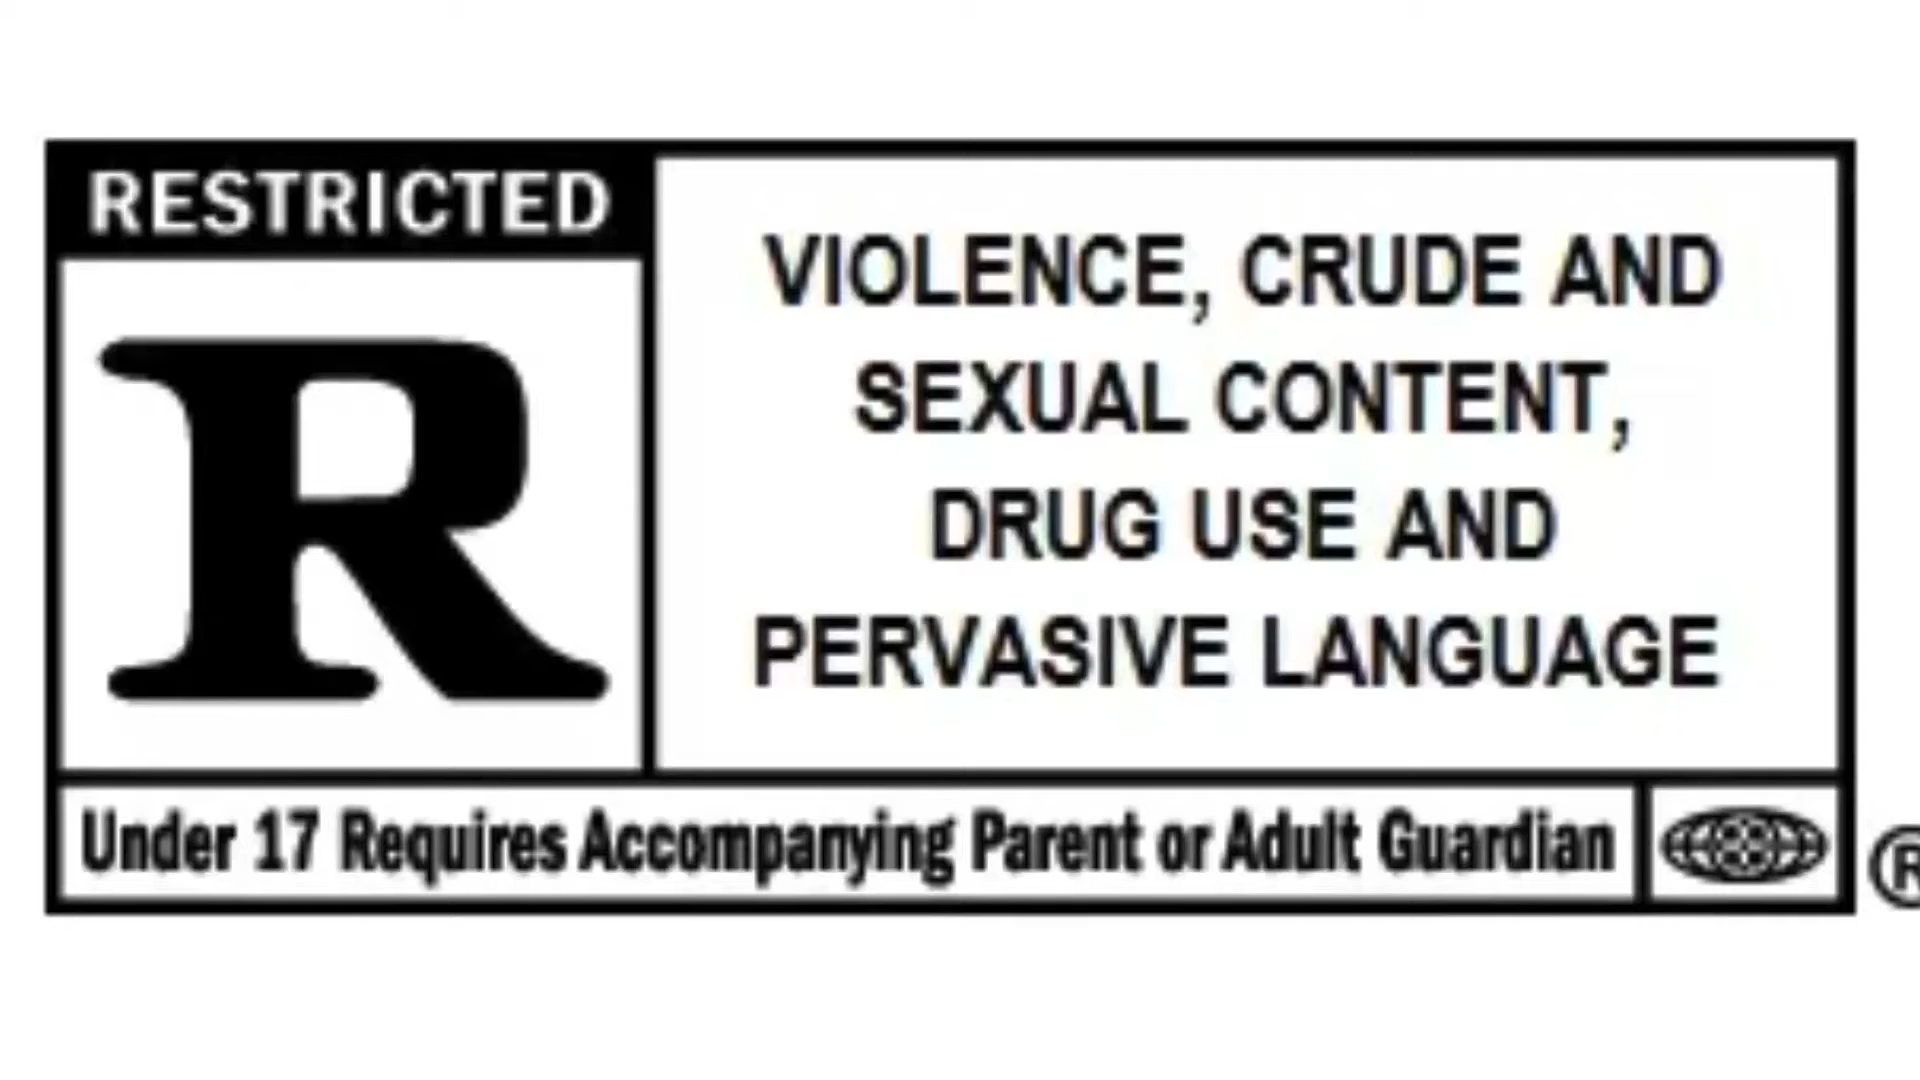 RESTRICTED
R
VIOLENCE, CRUDE AND
SEXUAL CONTENT,
DRUG USE AND
PERVASIVE LANGUAGE
Under 17 Requires Accompanying Parent or Adult Guardian
®